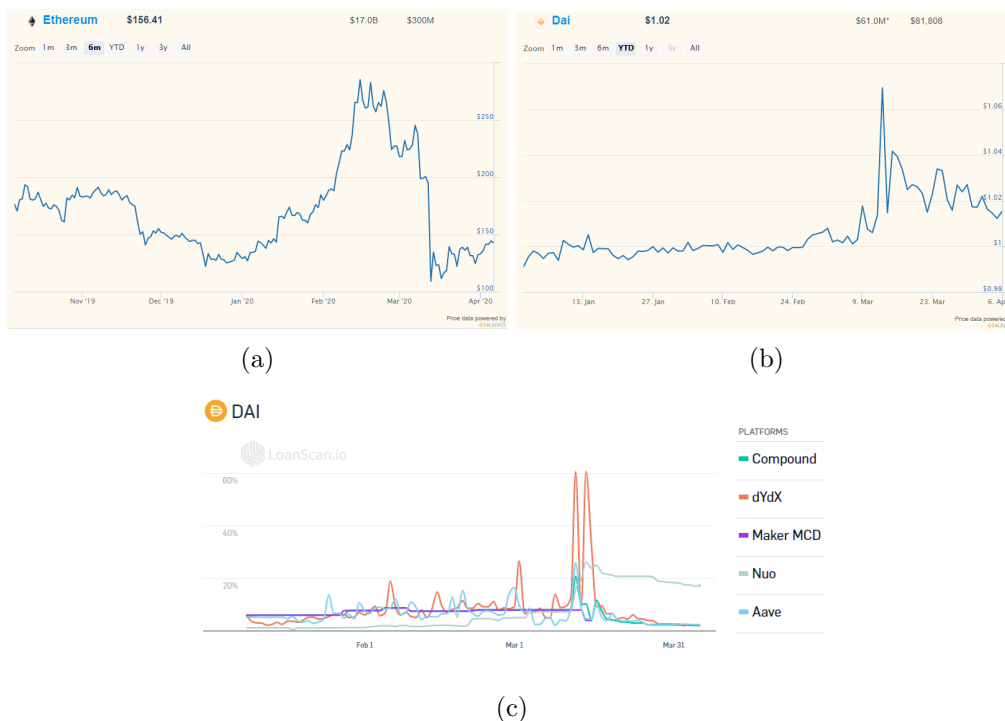 Ethereum $156.41 $17.0B $300M
Zoom 1m 3m 6m YTD 1y 3y All
$250
$200
$150
$100
Nov '19 Dec '19 Jan '20 Feb '20 Mar '20 Apr '20
Price data powered by
KAIKO
(a)
Dai $1.02 $61.0M* $81,808
Zoom 1m 3m 6m YTD 1y 3y All
$1.06
$1.04
$1.02
$1
$0.98
13. Jan 27. Jan 10. Feb 24. Feb 9. Mar 23. Mar 6. Ap
Price data powered
KAIKO
(b)
DAI
LoanScan.io
60%
40%
20%
Feb 1 Mar 1 Mar 31
PLATFORMS
Compound
dYdX
Maker MCD
Nuo
Aave
(c)